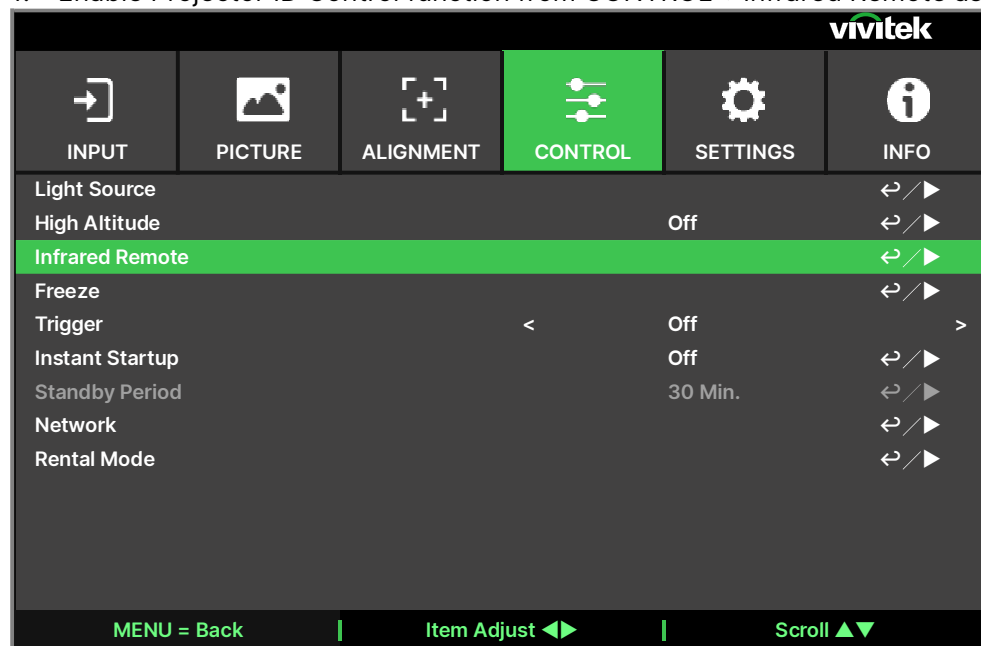 vivitek
INPUT PICTURE ALIGNMENT CONTROL SETTINGS INFO
Light Source
High Altitude Off
Infrared Remote
Freeze
Trigger < Off >
Instant Startup Off
Standby Period 30 Min.
Network
Rental Mode
MENU = Back Item Adjust ◀▶ Scroll ▲▼